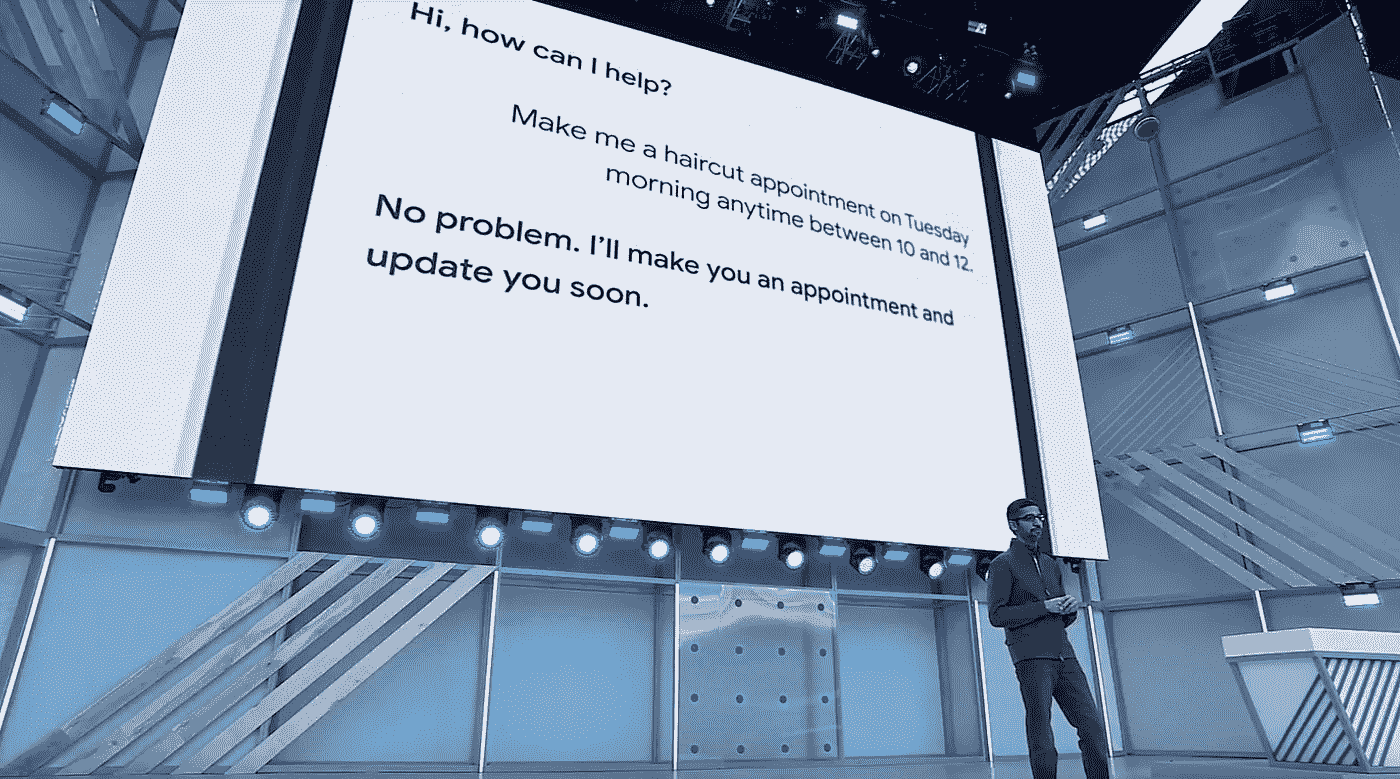 Hi, how can I help?
Make me a haircut appointment on Tuesday
morning anytime between 10 and 12.
No problem. I'll make you an appointment and
update you soon.